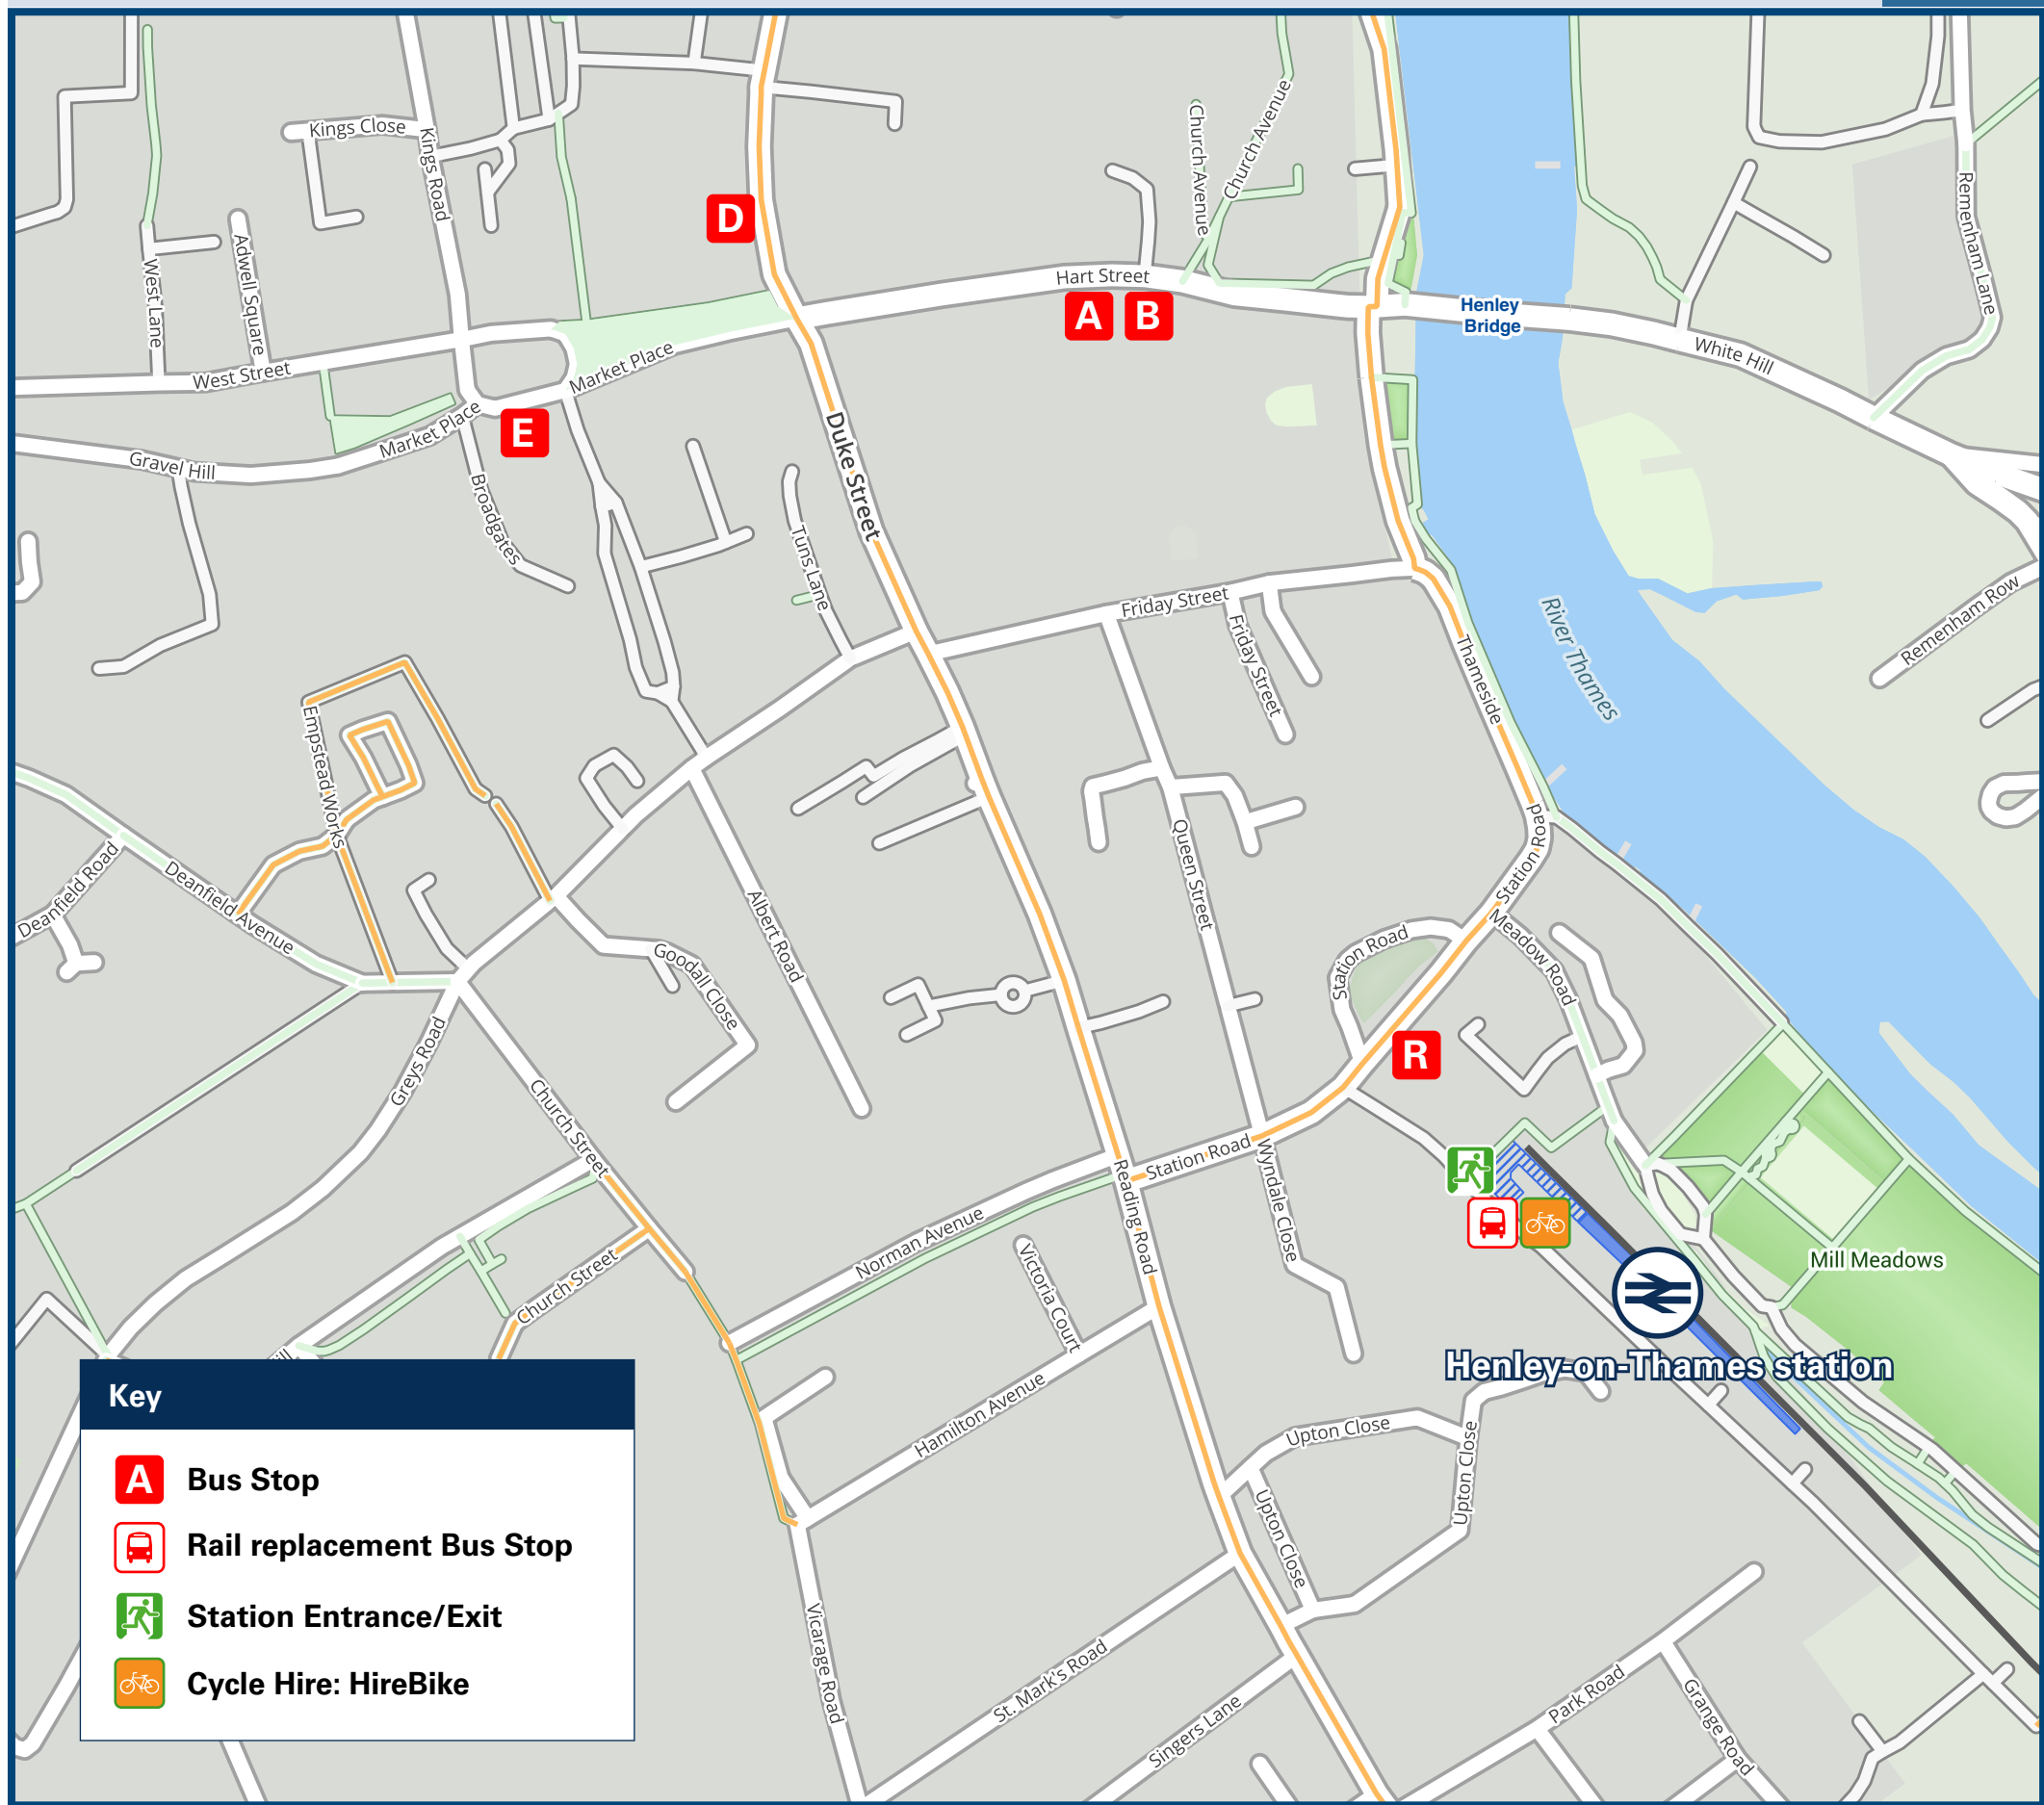 Kings Close
Kings Road
Church Avenue
Church Avenue
Remenham Lane
D
West Lane
Adwell Square
Hart Street
A
B
Henley
Bridge
White Hill
West Street
Market Place
Market Place
E
Gravel Hill
Broadgates
Duke Street
Tuns Lane
Friday Street
Friday Street
River Thames
Remenham Row
Thameside
Empstead Works
Deanfield Road
Deanfield Avenue
Albert Road
Goodall Close
Queen Street
Station Road
Station Road
Meadow Road
R
Greys Road
Church Street
Station Road
Reading Road
Wyndale Close
Norman Avenue
Victoria Court
Church Street
Mill Meadows
Henley-on-Thames station
Hamilton Avenue
Upton Close
Upton Close
Upton Close
Vicarage Road
St. Mark's Road
Singers Lane
Park Road
Grange Road
ill
Key
A Bus Stop
Rail replacement Bus Stop
Station Entrance/Exit
Cycle Hire: HireBike